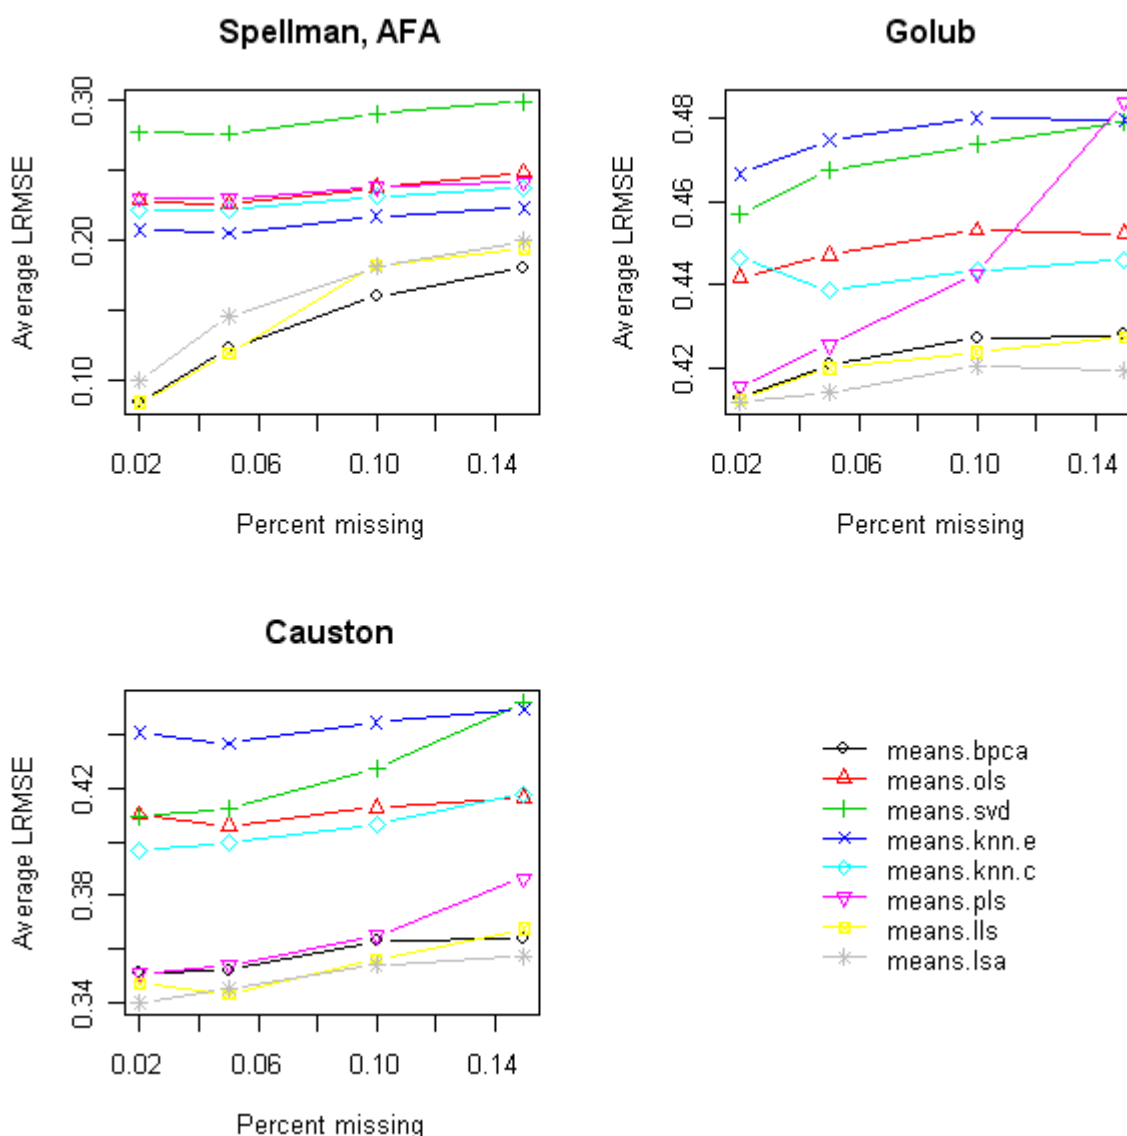 Spellman, AFA
Average LRMSE
0.30
0.20
0.10
0.02 0.06 0.10 0.14
Percent missing
Golub
Average LRMSE
0.48
0.46
0.44
0.42
0.02 0.06 0.10 0.14
Percent missing
Causton
Average LRMSE
0.42
0.38
0.34
0.02 0.06 0.10 0.14
Percent missing
means.bpca
means.ols
means.svd
means.knn.e
means.knn.c
means.pls
means.lls
means.lsa